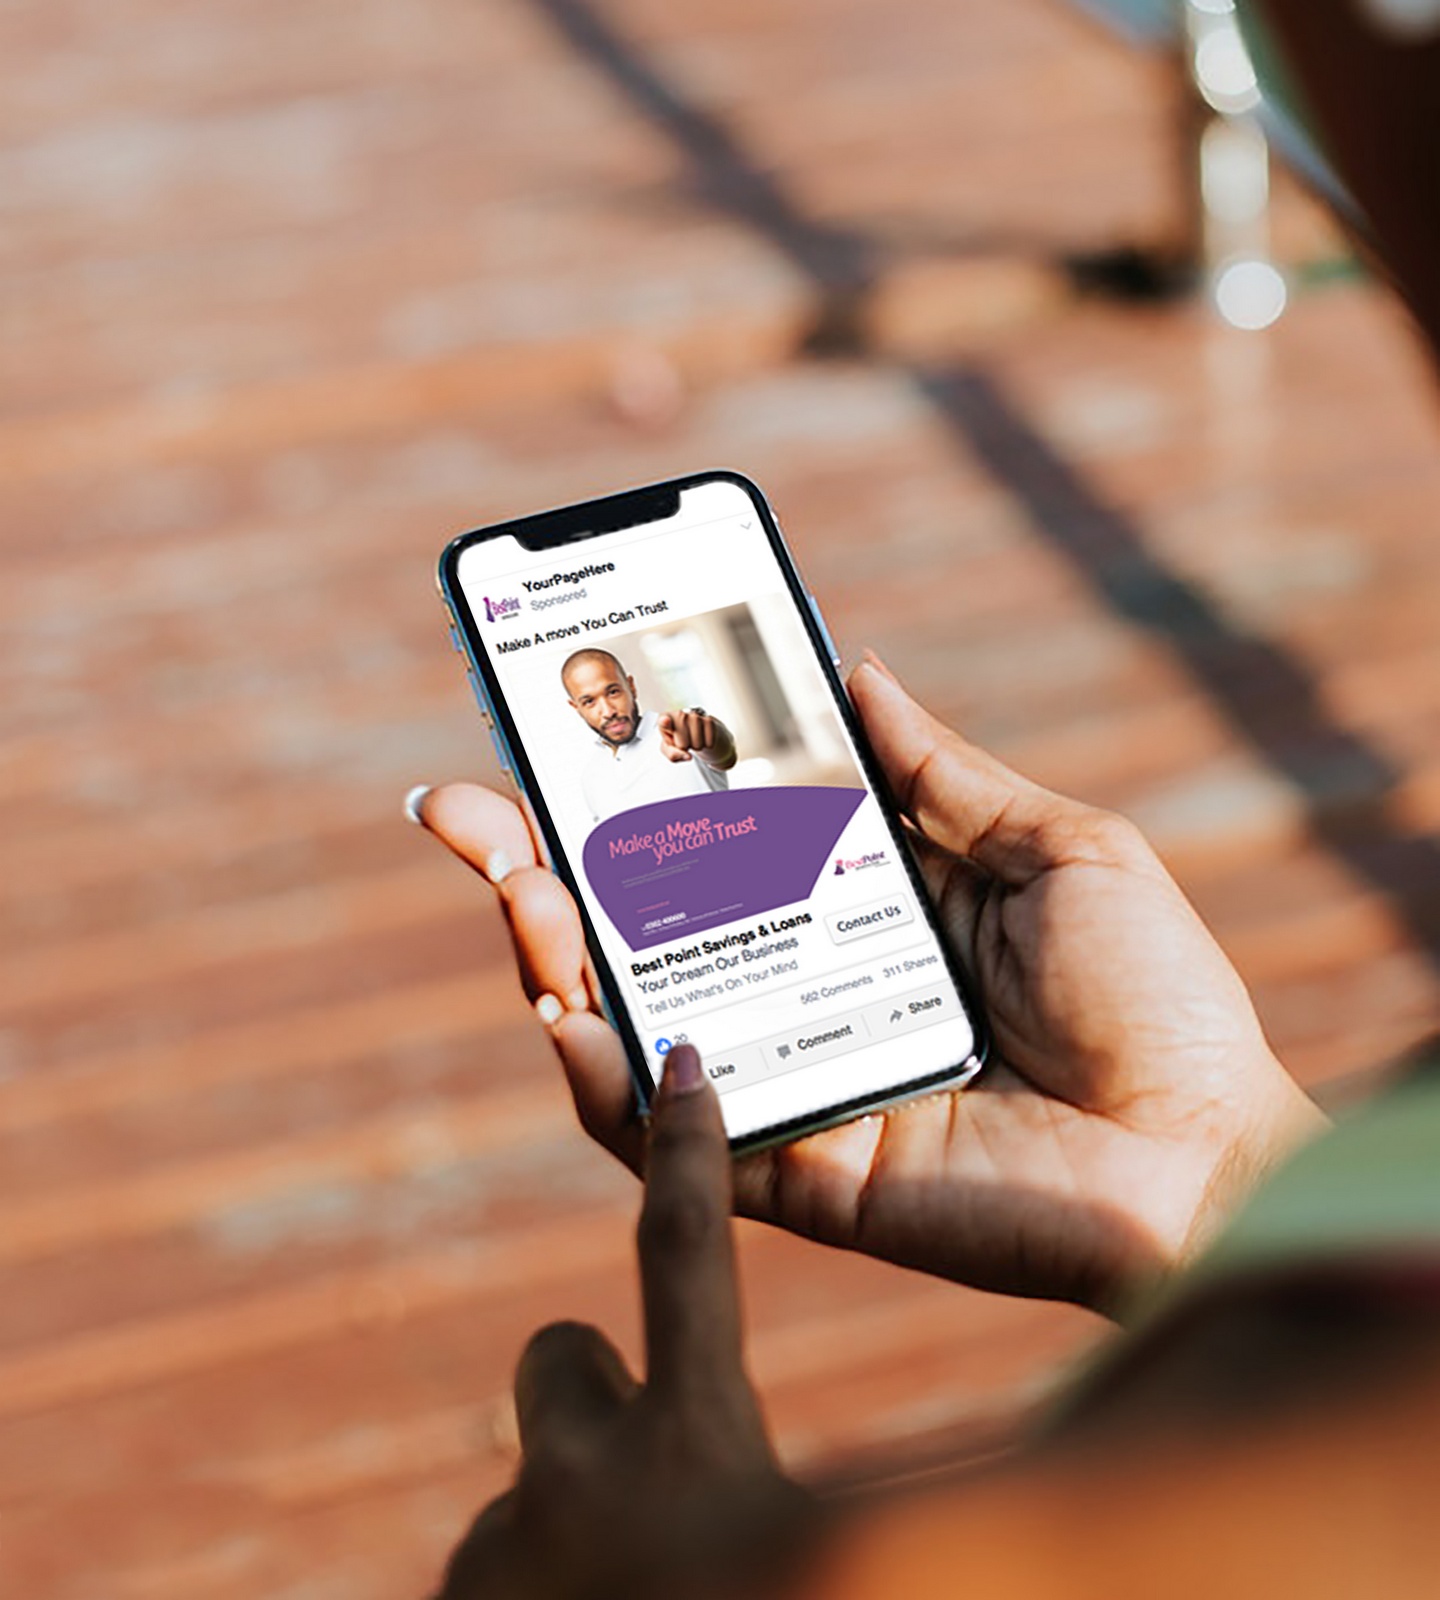 YourPageHere
BestPoint
Sponsored
Make A move You Can Trust
Make a Move
you can Trust
BestPoint
Best Point Savings & Loans
Your Dream Our Business
Tell Us What's On Your Mind
Contact Us
20
562 Comments 311 Shares
Like
Comment
Share